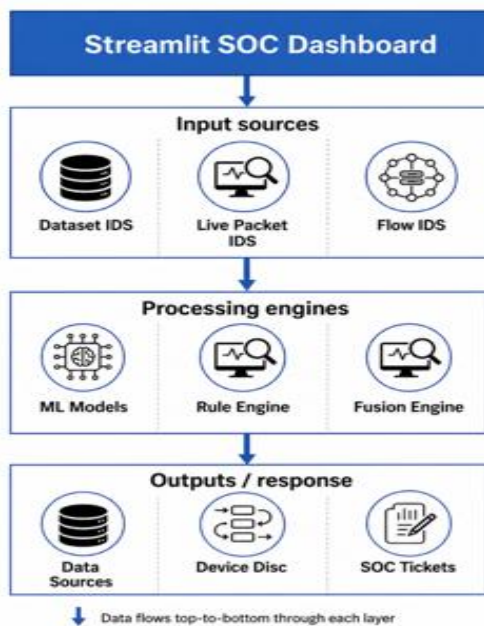 Streamlit SOC Dashboard
Input sources
Dataset IDS
Live Packet
IDS
Flow IDS
Processing engines
ML Models
Rule Engine
Fusion Engine
Outputs / response
Data
Sources
Device Disc
SOC Tickets
Data flows top-to-bottom through each layer